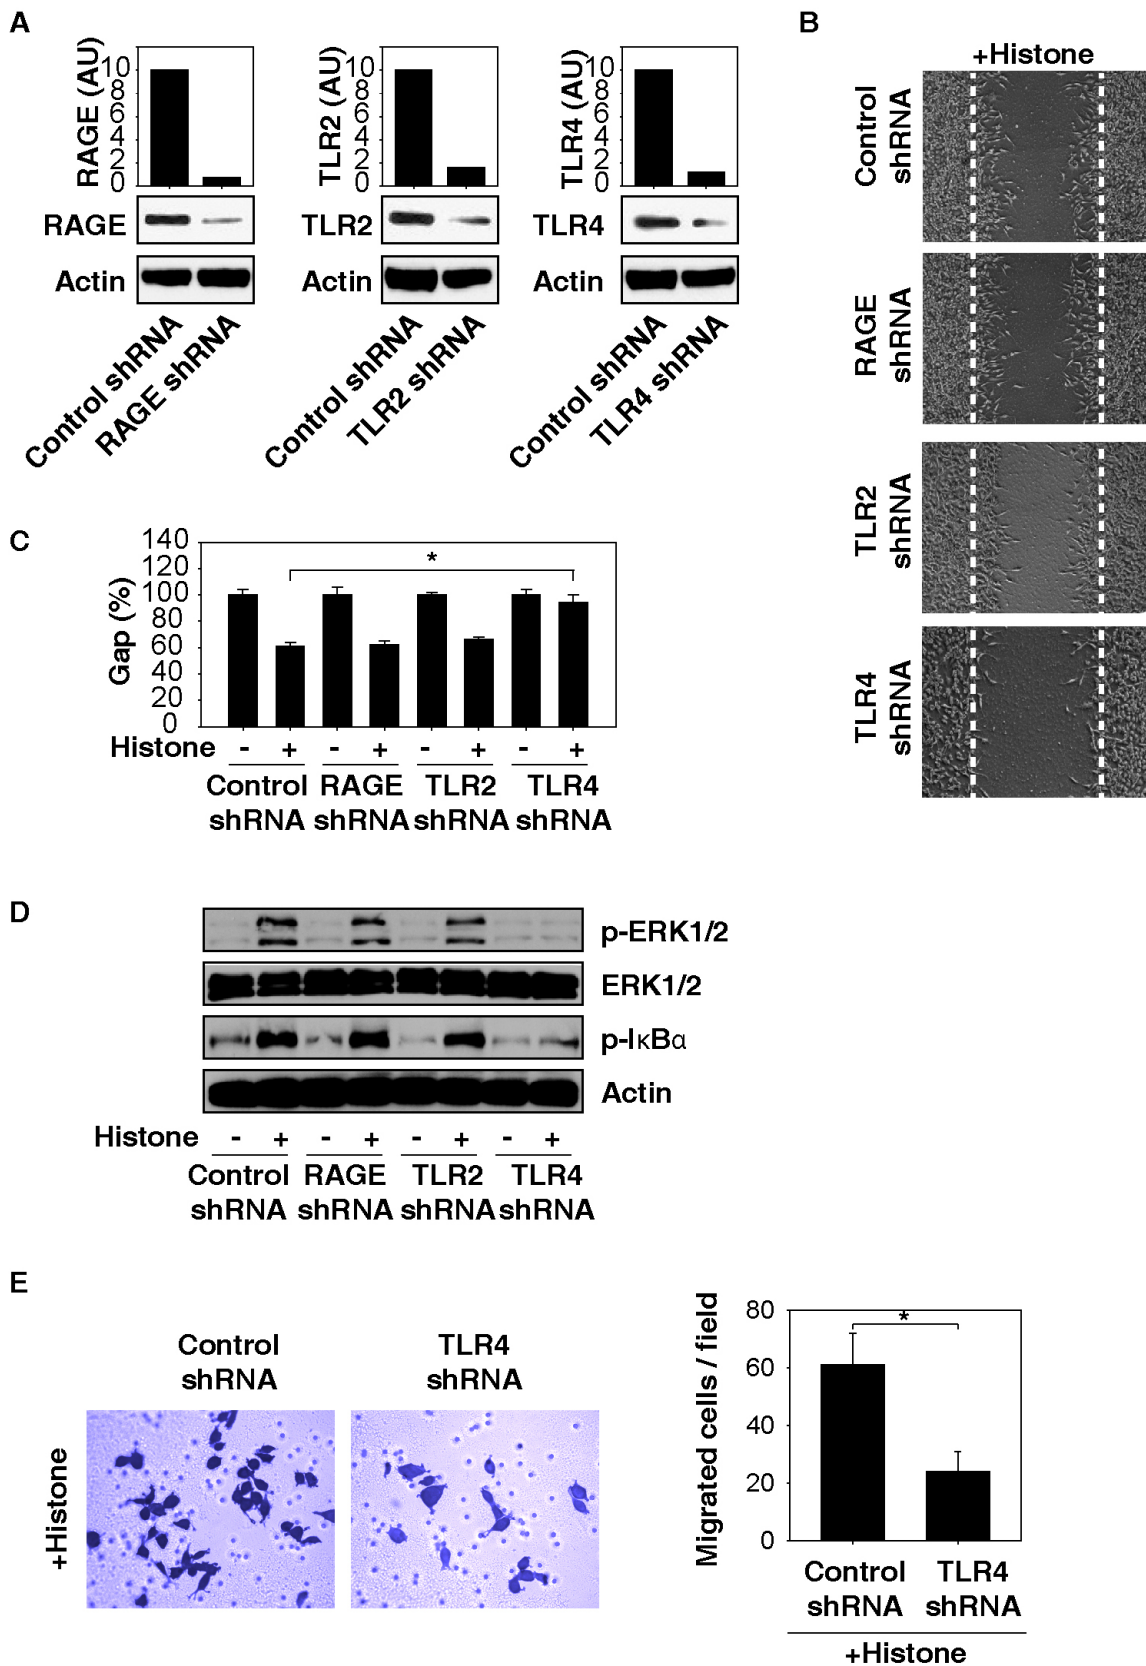 A
RAGE (AU)
10
8
6
4
2
0
RAGE
Actin
Control shRNA
RAGE shRNA
TLR2 (AU)
10
8
6
4
2
0
TLR2
Actin
Control shRNA
TLR2 shRNA
TLR4 (AU)
10
8
6
4
2
0
TLR4
Actin
Control shRNA
TLR4 shRNA
B
+Histone
Control
shRNA
RAGE
shRNA
TLR2
shRNA
TLR4
shRNA
C
Gap (%)
140
120
100
80
60
40
20
0
*
Histone - + - + - + - +
Control RAGE TLR2 TLR4
shRNA shRNA shRNA shRNA
D
p-ERK1/2
ERK1/2
p-IκBα
Actin
Histone - + - + - + - +
Control RAGE TLR2 TLR4
shRNA shRNA shRNA shRNA
E
Control
shRNA
TLR4
shRNA
+Histone
Migrated cells / field
80
60
40
20
0
*
Control TLR4
shRNA shRNA
+Histone